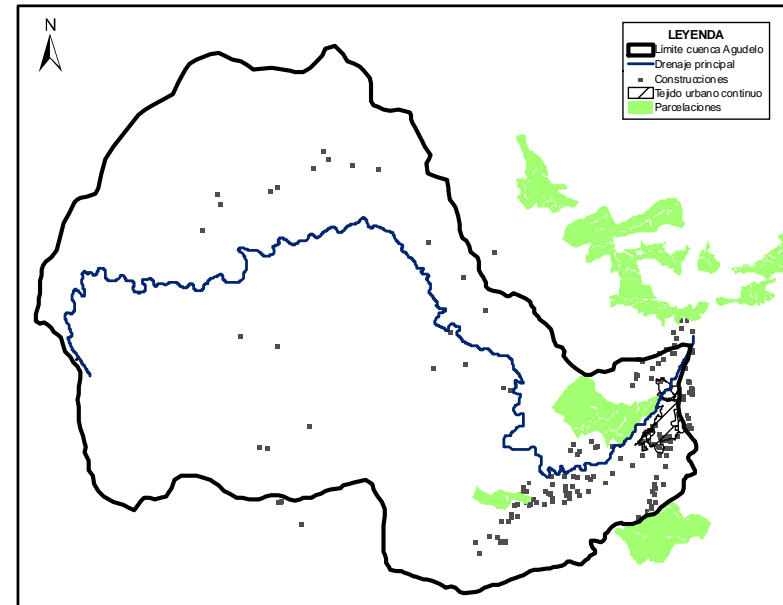 N
LEYENDA
Límite cuenca Agudelo
Drenaje principal
Construcciones
Tejido urbano continuo
Parcelaciones